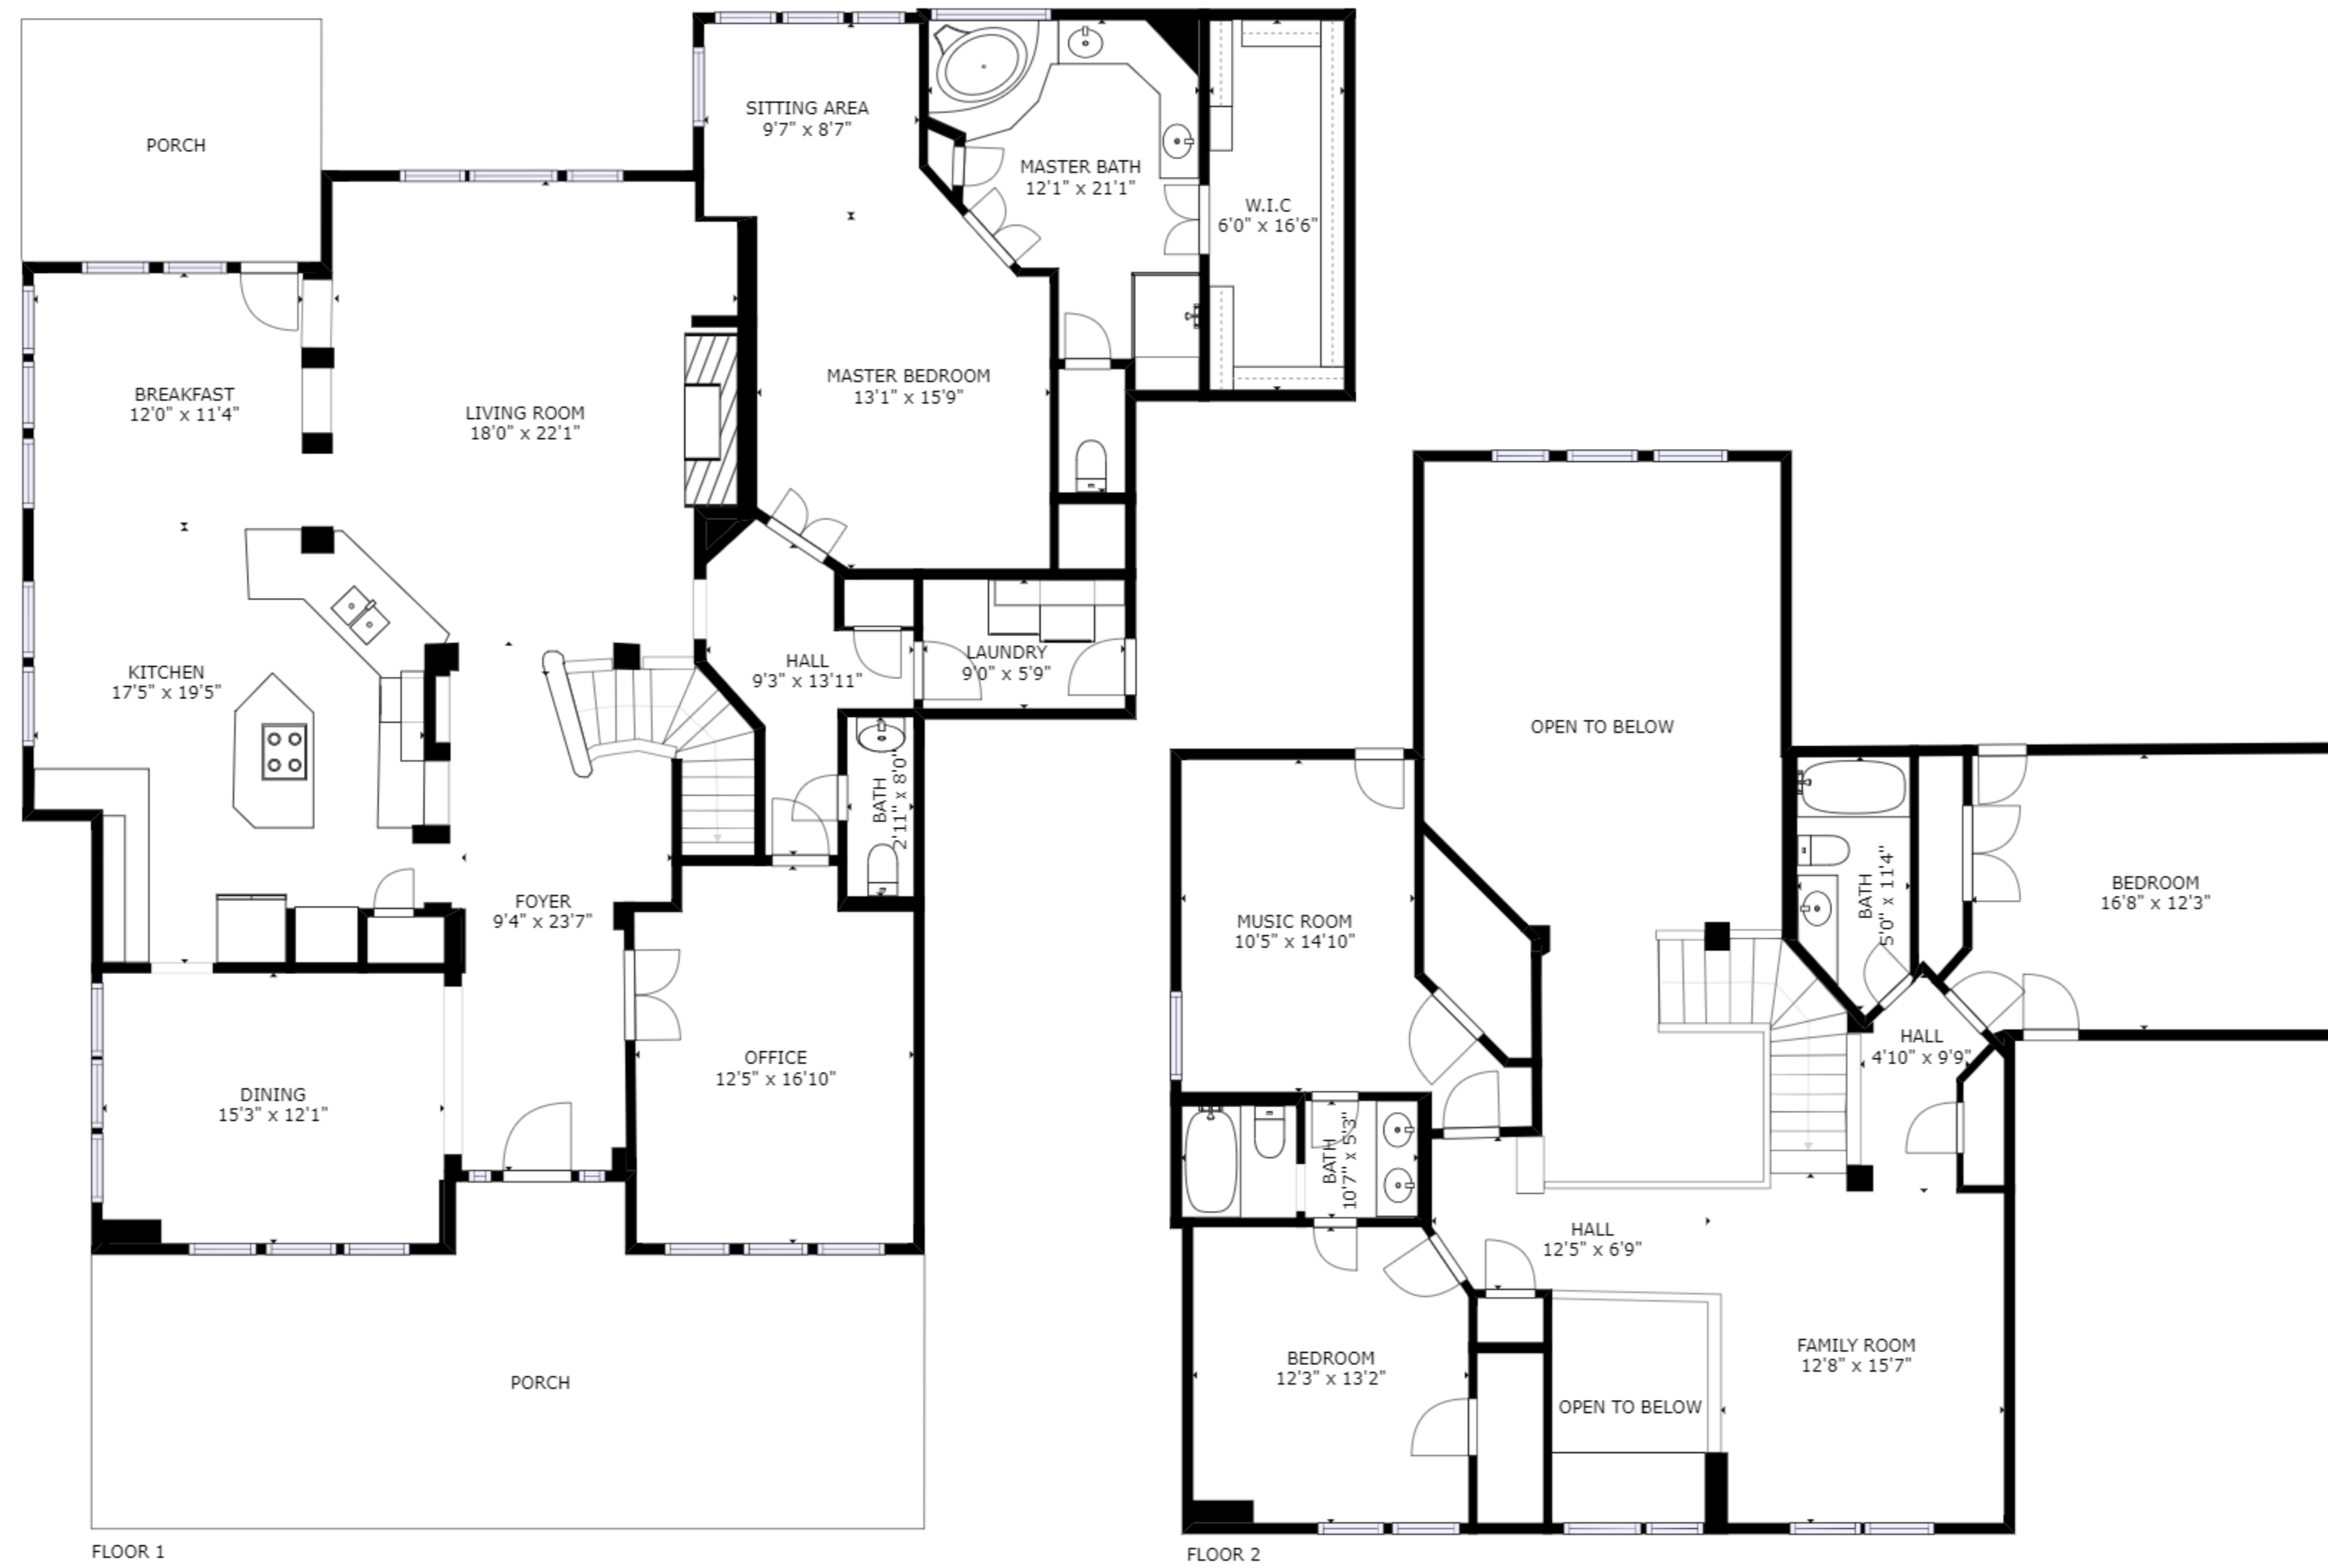 PORCH
SITTING AREA
9'7" x 8'7"
MASTER BATH
12'1" x 21'1"
W.I.C
6'0" x 16'6"
BREAKFAST
12'0" x 11'4"
LIVING ROOM
18'0" x 22'1"
MASTER BEDROOM
13'1" x 15'9"
KITCHEN
17'5" x 19'5"
HALL
9'3" x 13'11"
LAUNDRY
9'0" x 5'9"
BATH
2'11" x 8'0"
FOYER
9'4" x 23'7"
OFFICE
12'5" x 16'10"
DINING
15'3" x 12'1"
PORCH
FLOOR 1
OPEN TO BELOW
MUSIC ROOM
10'5" x 14'10"
BATH
5'0" x 11'4"
BEDROOM
16'8" x 12'3"
HALL
4'10" x 9'9"
BATH
10'7" x 5'3"
HALL
12'5" x 6'9"
BEDROOM
12'3" x 13'2"
OPEN TO BELOW
FAMILY ROOM
12'8" x 15'7"
FLOOR 2